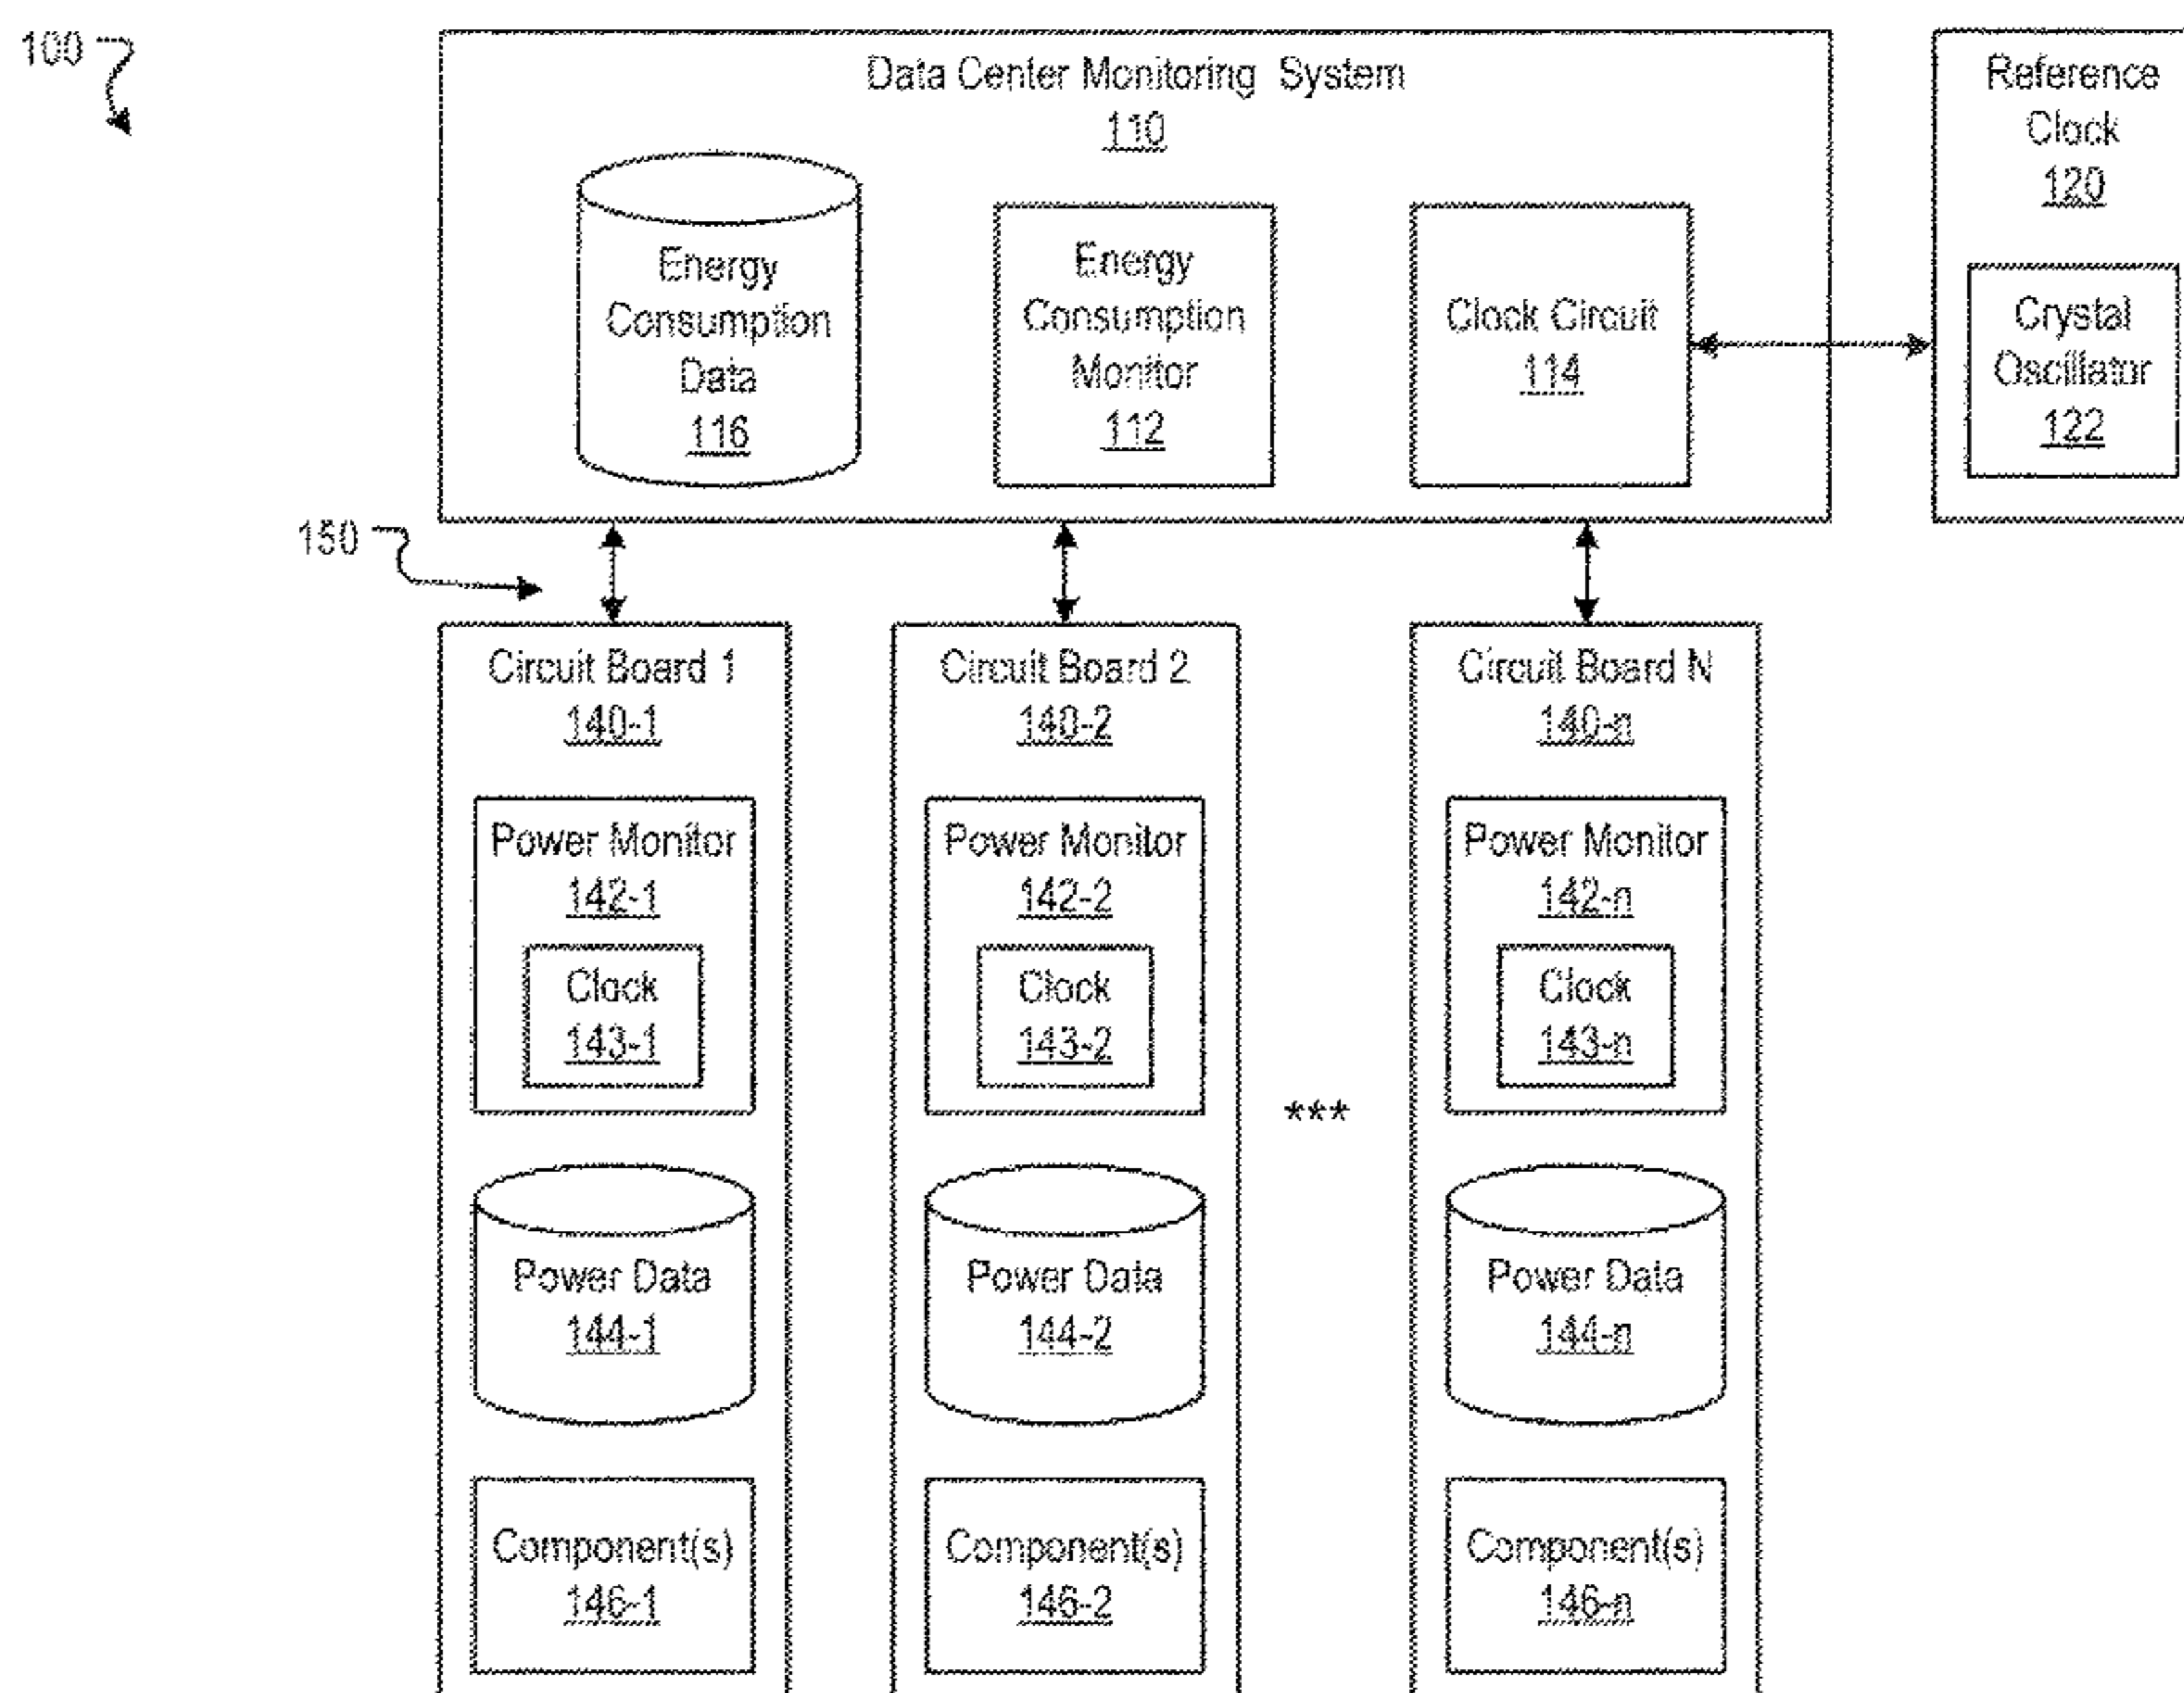 100
Data Center Monitoring System
110
Reference
Clock
120
Energy
Consumption
Data
116
Energy
Consumption
Monitor
112
Clock Circuit
114
Crystal
Oscillator
122
150
Circuit Board 1
140-1
Circuit Board 2
140-2
Circuit Board N
140-n
Power Monitor
142-1
Power Monitor
142-2
Power Monitor
142-n
Clock
143-1
Clock
143-2
Clock
143-n
***
Power Data
144-1
Power Data
144-2
Power Data
144-n
Component(s)
146-1
Component(s)
146-2
Component(s)
146-n